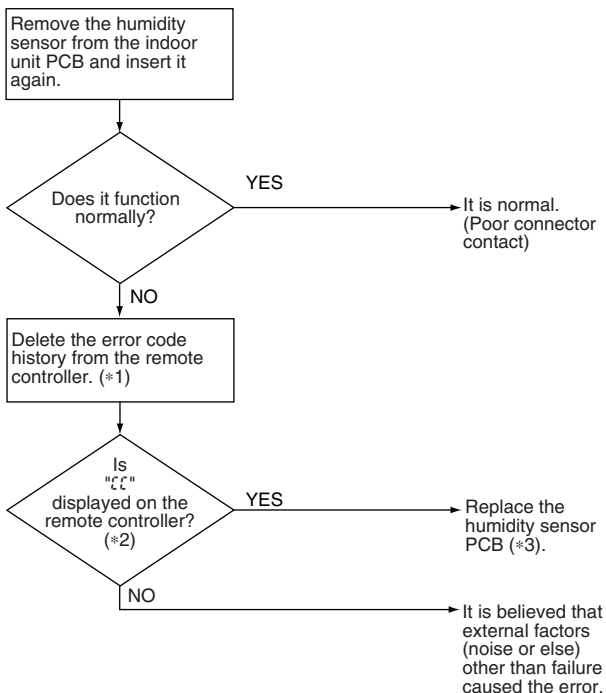 Remove the humidity
sensor from the indoor
unit PCB and insert it
again.
Does it function
normally?
YES
It is normal.
(Poor connector
contact)
NO
Delete the error code
history from the remote
controller. (*1)
Is
"CC"
displayed on the
remote controller?
(*2)
YES
Replace the
humidity sensor
PCB (*3).
NO
It is believed that
external factors
(noise or else)
other than failure
caused the error.